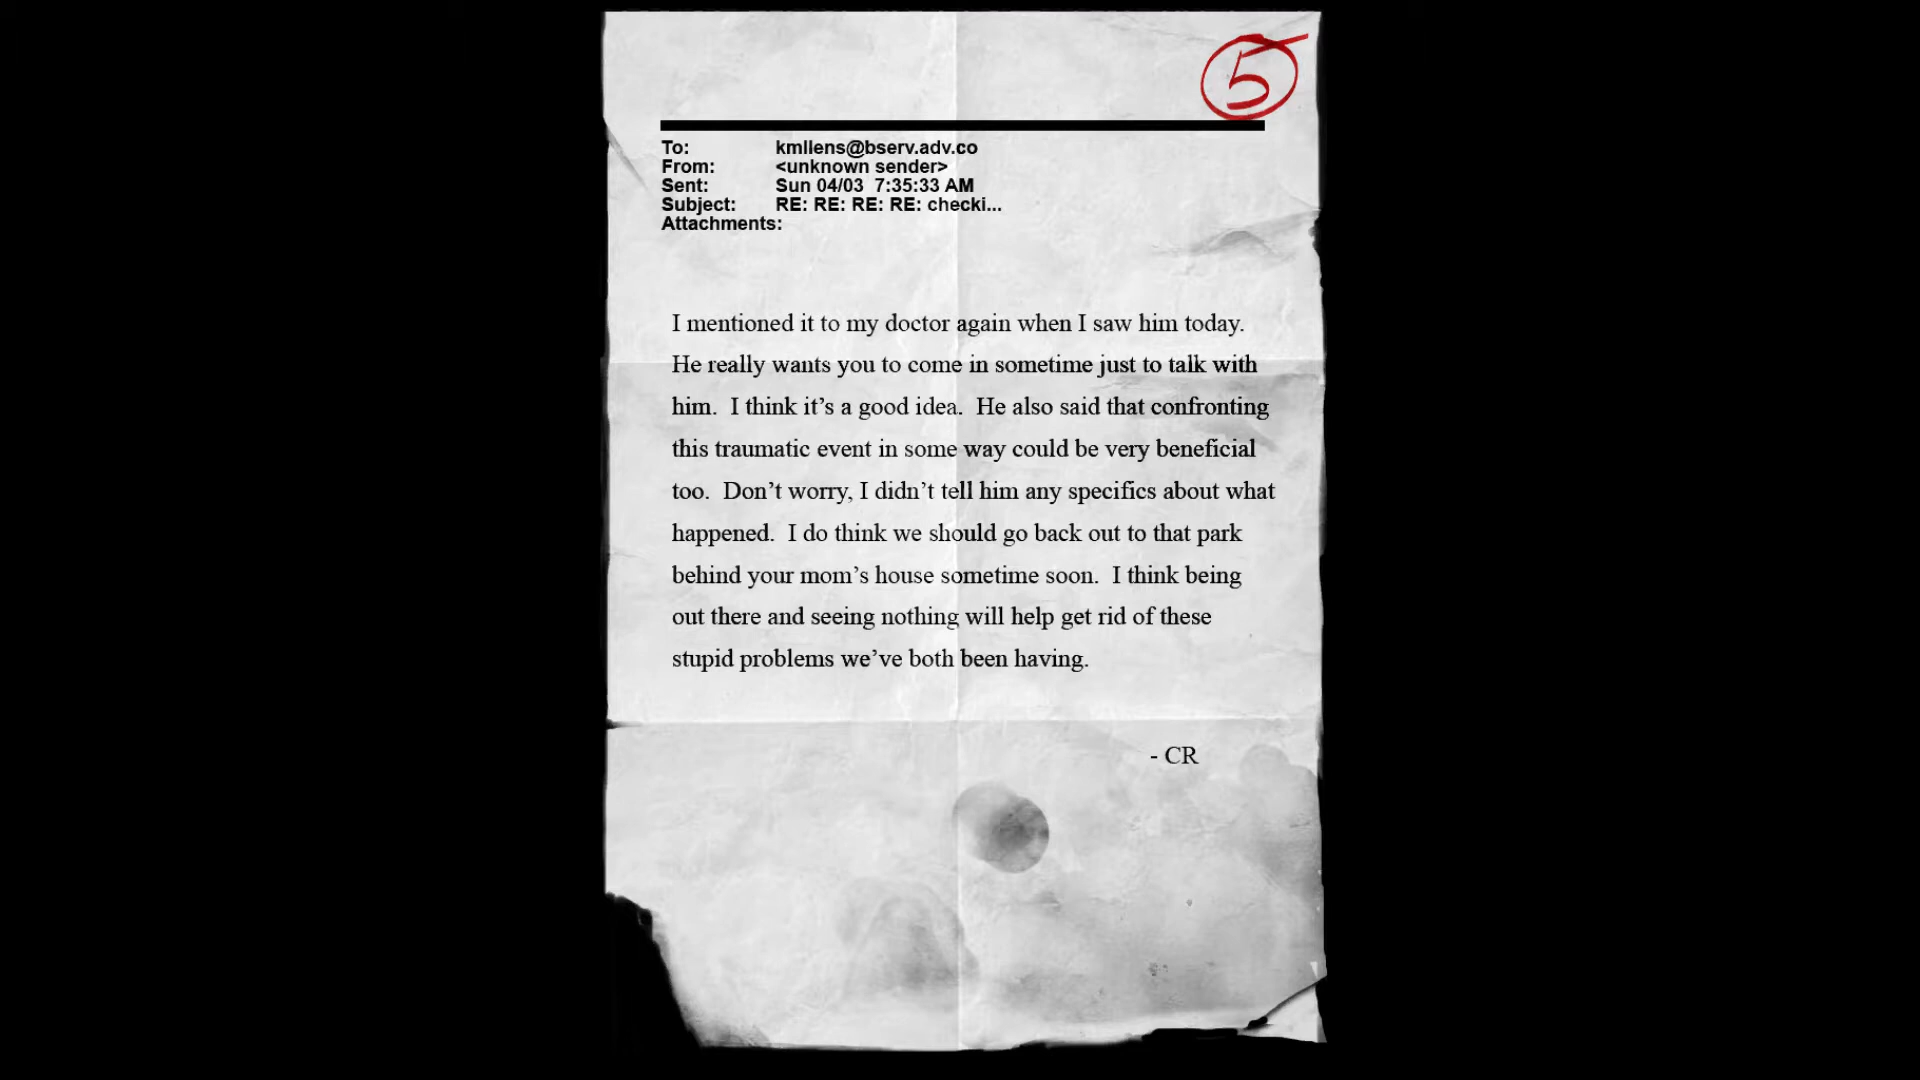 5
To: kmllens@bserv.adv.co
From: <unknown sender>
Sent: Sun 04/03 7:35:33 AM
Subject: RE: RE: RE: RE: checki...
Attachments:
I mentioned it to my doctor again when I saw him today.
He really wants you to come in sometime just to talk with
him.  I think it’s a good idea.  He also said that confronting
this traumatic event in some way could be very beneficial
too.  Don’t worry, I didn’t tell him any specifics about what
happened.  I do think we should go back out to that park
behind your mom’s house sometime soon.  I think being
out there and seeing nothing will help get rid of these
stupid problems we’ve both been having.
- CR